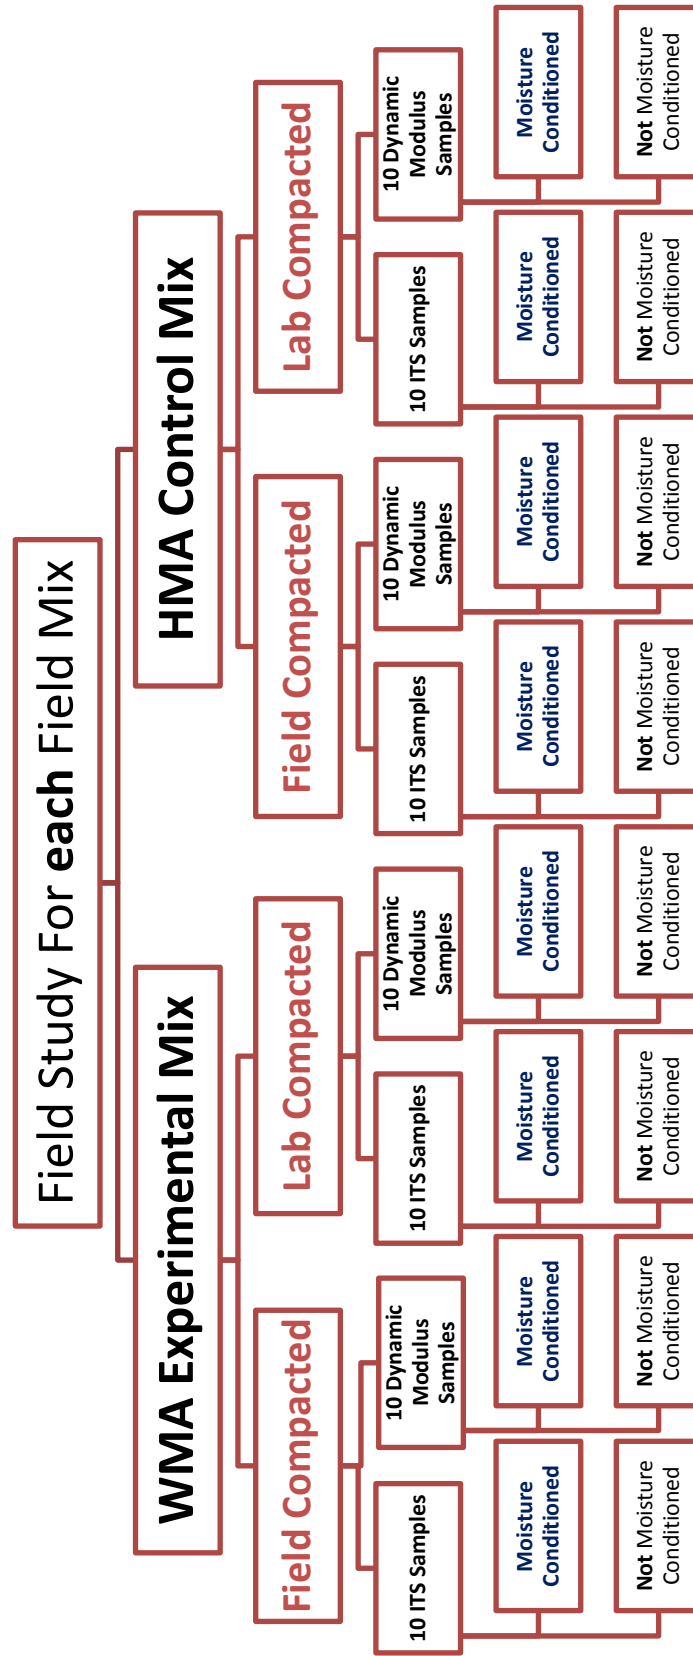 Field Study For each Field Mix
WMA Experimental Mix
HMA Control Mix
Field Compacted
Lab Compacted
Field Compacted
Lab Compacted
10 ITS Samples
10 Dynamic
Modulus
Samples
10 ITS Samples
10 Dynamic
Modulus
Samples
10 ITS Samples
10 Dynamic
Modulus
Samples
10 ITS Samples
10 Dynamic
Modulus
Samples
Moisture
Conditioned
Moisture
Conditioned
Moisture
Conditioned
Moisture
Conditioned
Moisture
Conditioned
Moisture
Conditioned
Moisture
Conditioned
Moisture
Conditioned
Not Moisture
Conditioned
Not Moisture
Conditioned
Not Moisture
Conditioned
Not Moisture
Conditioned
Not Moisture
Conditioned
Not Moisture
Conditioned
Not Moisture
Conditioned
Not Moisture
Conditioned